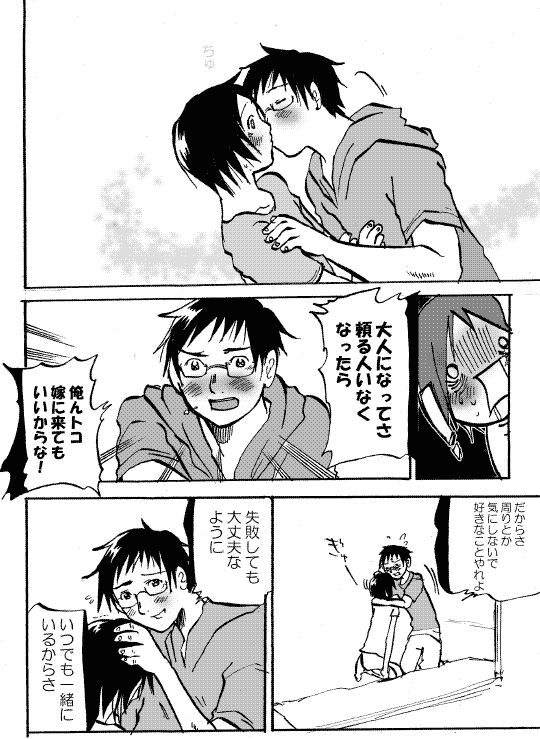 ちゅ
大人になってさ
頼る人いなく
なったら
俺んトコ
嫁に来ても
いいからな！
だからさ
周りとか
気にしないで
好きなことやれよ
ぎゅ
失敗しても
大丈夫な
ように
いつでも一緒に
いるからさ